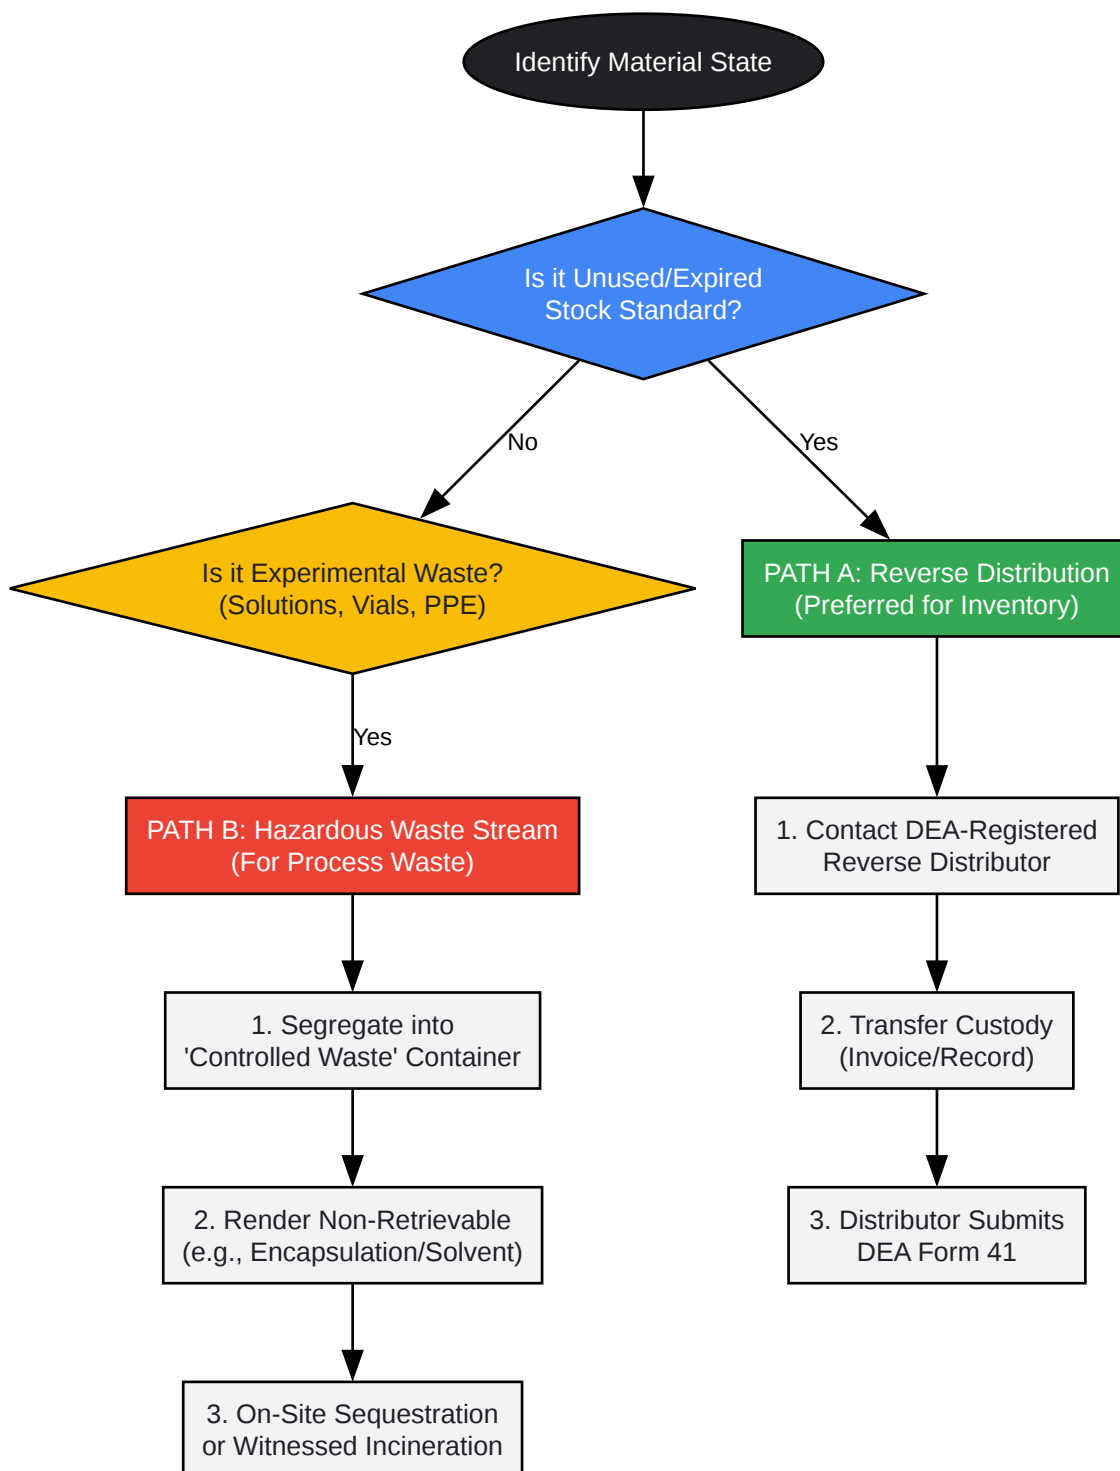 Identify Material State
Is it Unused/Expired
Stock Standard?
No
Yes
Is it Experimental Waste?
(Solutions, Vials, PPE)
PATH A: Reverse Distribution
(Preferred for Inventory)
Yes
PATH B: Hazardous Waste Stream
(For Process Waste)
1. Contact DEA-Registered
Reverse Distributor
1. Segregate into
'Controlled Waste' Container
2. Transfer Custody
(Invoice/Record)
2. Render Non-Retrievable
(e.g., Encapsulation/Solvent)
3. Distributor Submits
DEA Form 41
3. On-Site Sequestration
or Witnessed Incineration